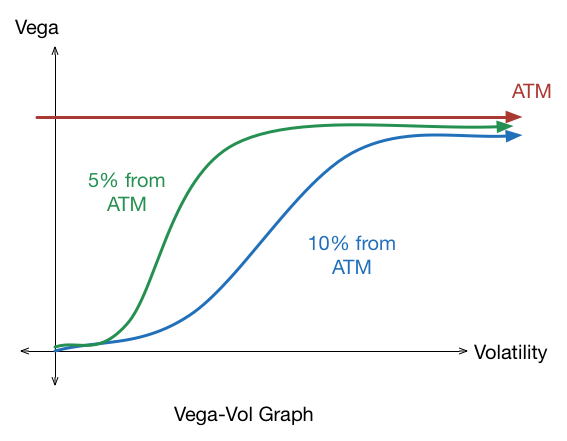 Vega
ATM
5% from
ATM
10% from
ATM
Volatility
Vega-Vol Graph